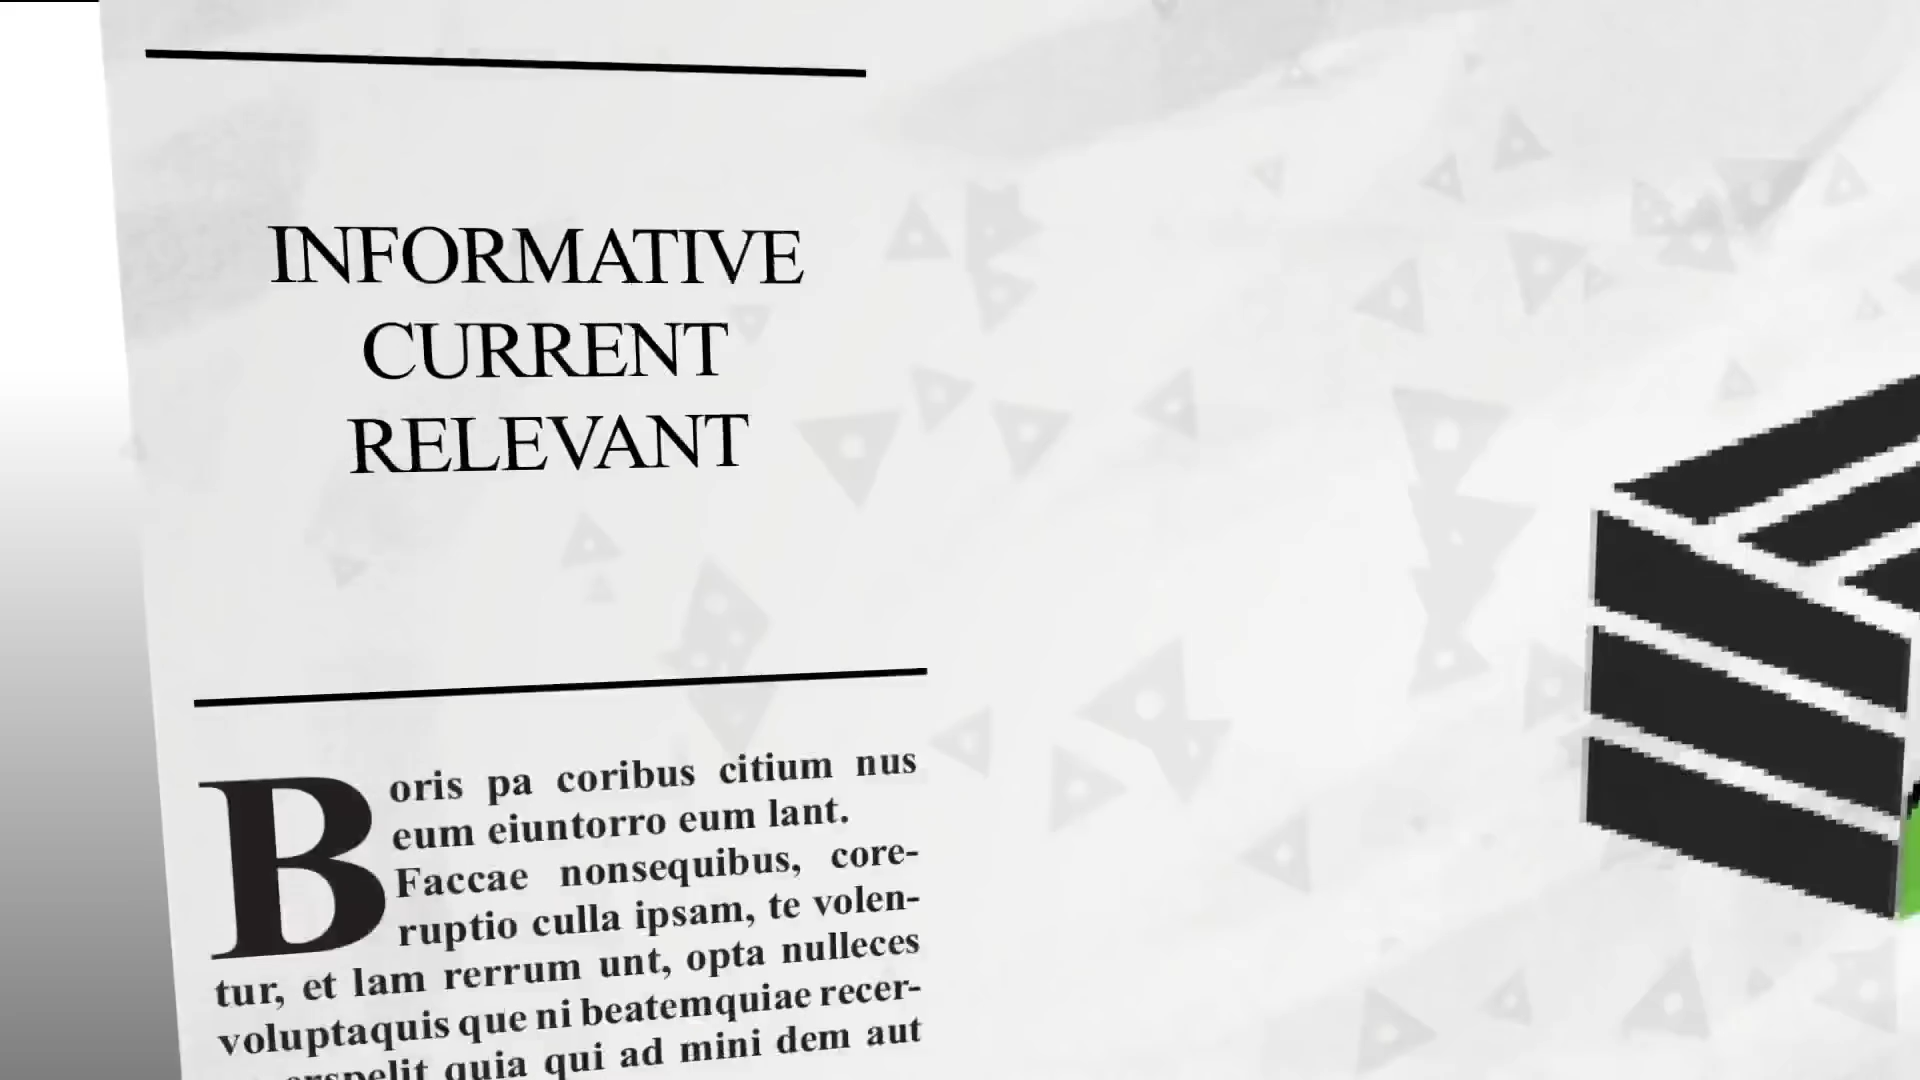 INFORMATIVE
CURRENT
RELEVANT
Boris pa coribus citium nus
eum eiuntorro eum lant.
Faccae nonsequibus, core-
ruptio culla ipsam, te volen-
tur, et lam rerrum unt, opta nulleces
voluptaquis que ni beatemquiae recer-
quia qui ad mini dem aut